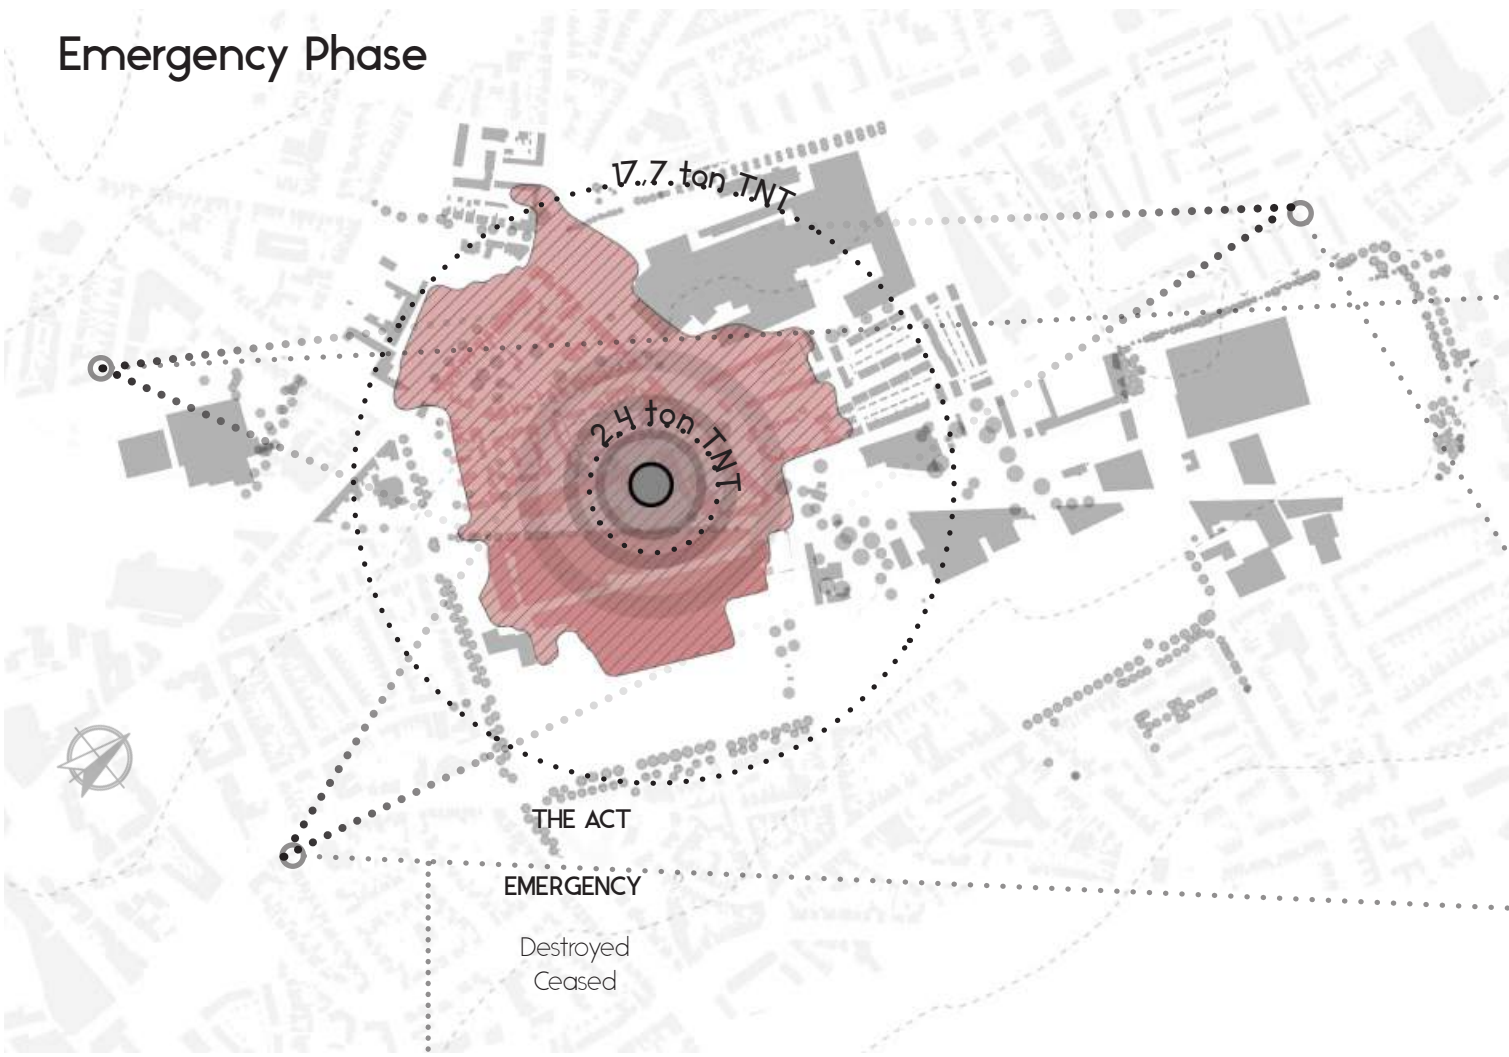 Emergency Phase
17,7 ton TNT
2,4 ton TNT
THE ACT
EMERGENCY
Destroyed
Ceased